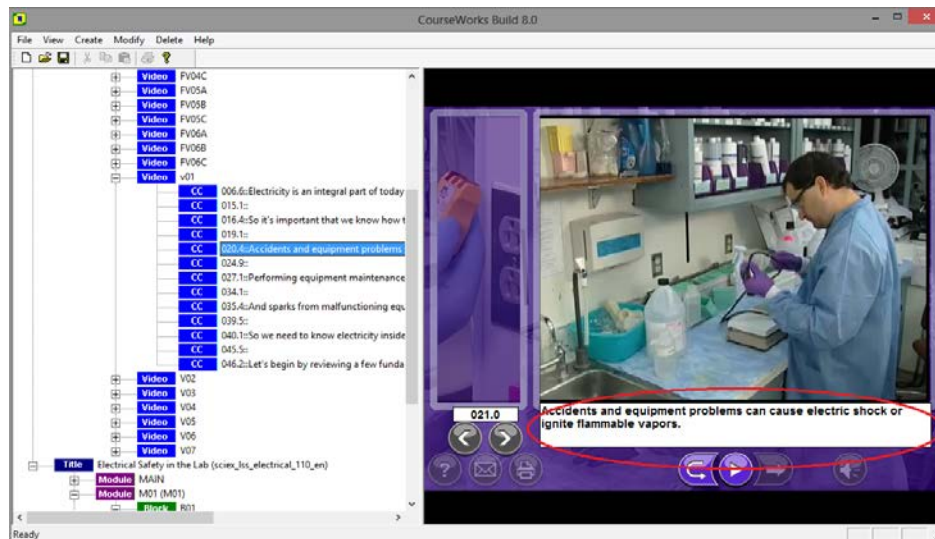 CourseWorks Build 8.0
File View Create Modify Delete Help
Video FV04C
Video FV05A
Video FV05B
Video FV05C
Video FV06A
Video FV06B
Video FV06C
Video v01
CC 006.6::Electricity is an integral part of today
CC 015.1::
CC 016.4::So it's important that we know how t
CC 019.1::
CC 020.4::Accidents and equipment problems
CC 024.9::
CC 027.1::Performing equipment maintenance
CC 034.1::
CC 035.4::And sparks from malfunctioning equ
CC 039.5::
CC 040.1::So we need to know electricity inside
CC 045.5::
CC 046.2::Let's begin by reviewing a few funda
Video V02
Video V03
Video V04
Video V05
Video V06
Video V07
Title Electrical Safety in the Lab (sciex_lss_electrical_110_en)
Module MAIN
Module M01 (M01)
Block B01
Ready
021.0
Accidents and equipment problems can cause electric shock or
ignite flammable vapors.